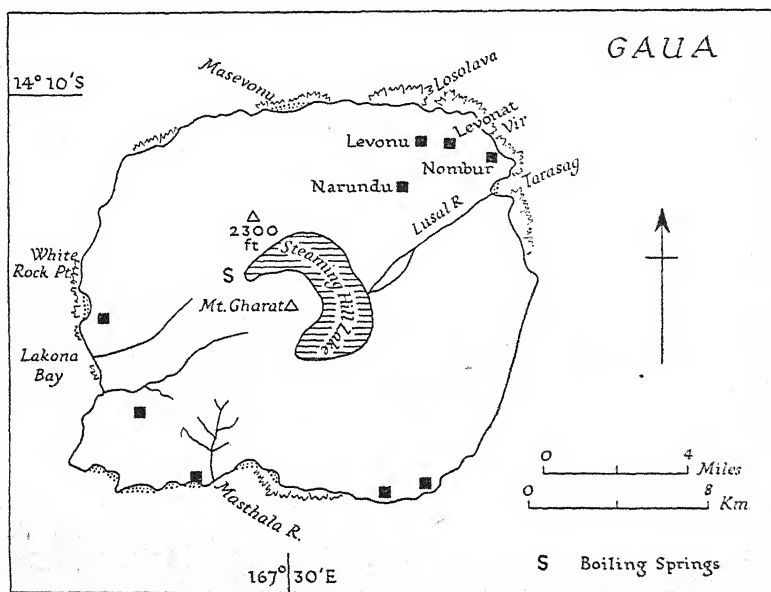 GAUA
14° 10'S
Masevonu
Losolava
Levonat
Vir
Levonu
Nombur
Tarasag
Narundu
Lusal R.
2300
ft
White
Rock Pt.
S
Steaming Hill Lake
Mt. Gharat
Lakona
Bay
0 4
Miles
0 8
Km.
Masthala R.
S Boiling Springs
167° 30'E